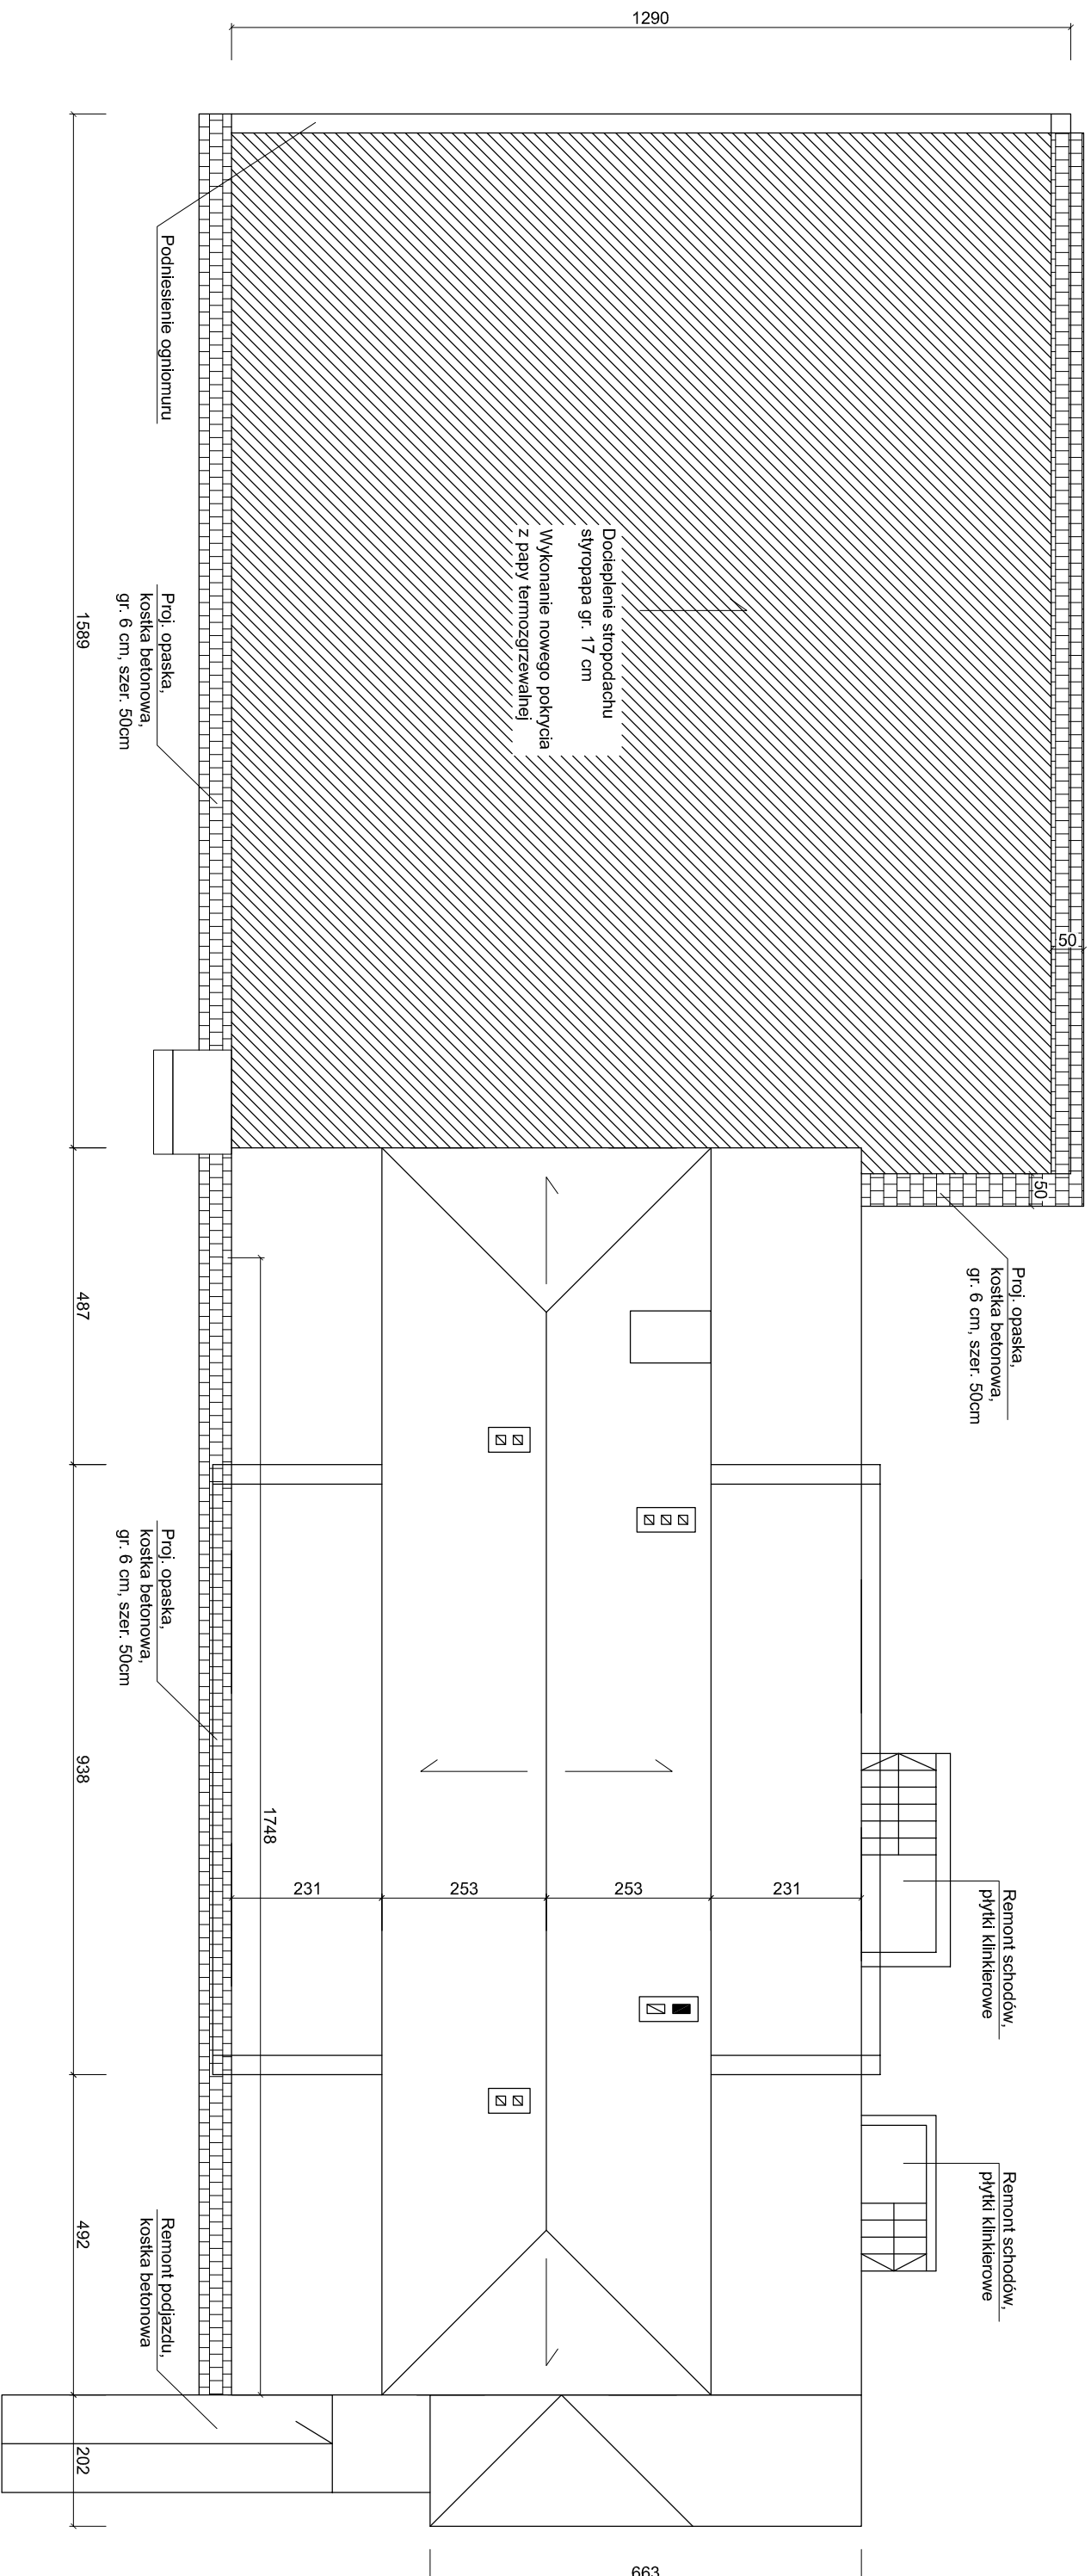 1290
Podniesienie ogniomuru
Docieplenie stropodachu
styropapa gr. 17 cm
Wykonanie nowego pokrycia
z papy termozgrzewalnej
Proj. opaska,
kostka betonowa,
gr. 6 cm, szer. 50cm
1589
50
50
Proj. opaska,
kostka betonowa,
gr. 6 cm, szer. 50cm
487
Proj. opaska,
kostka betonowa,
gr. 6 cm, szer. 50cm
938
1748
231
253
253
231
Remont schodów,
płytki klinkierowe
Remont schodów,
płytki klinkierowe
492
Remont podjazdu,
kostka betonowa
202
663